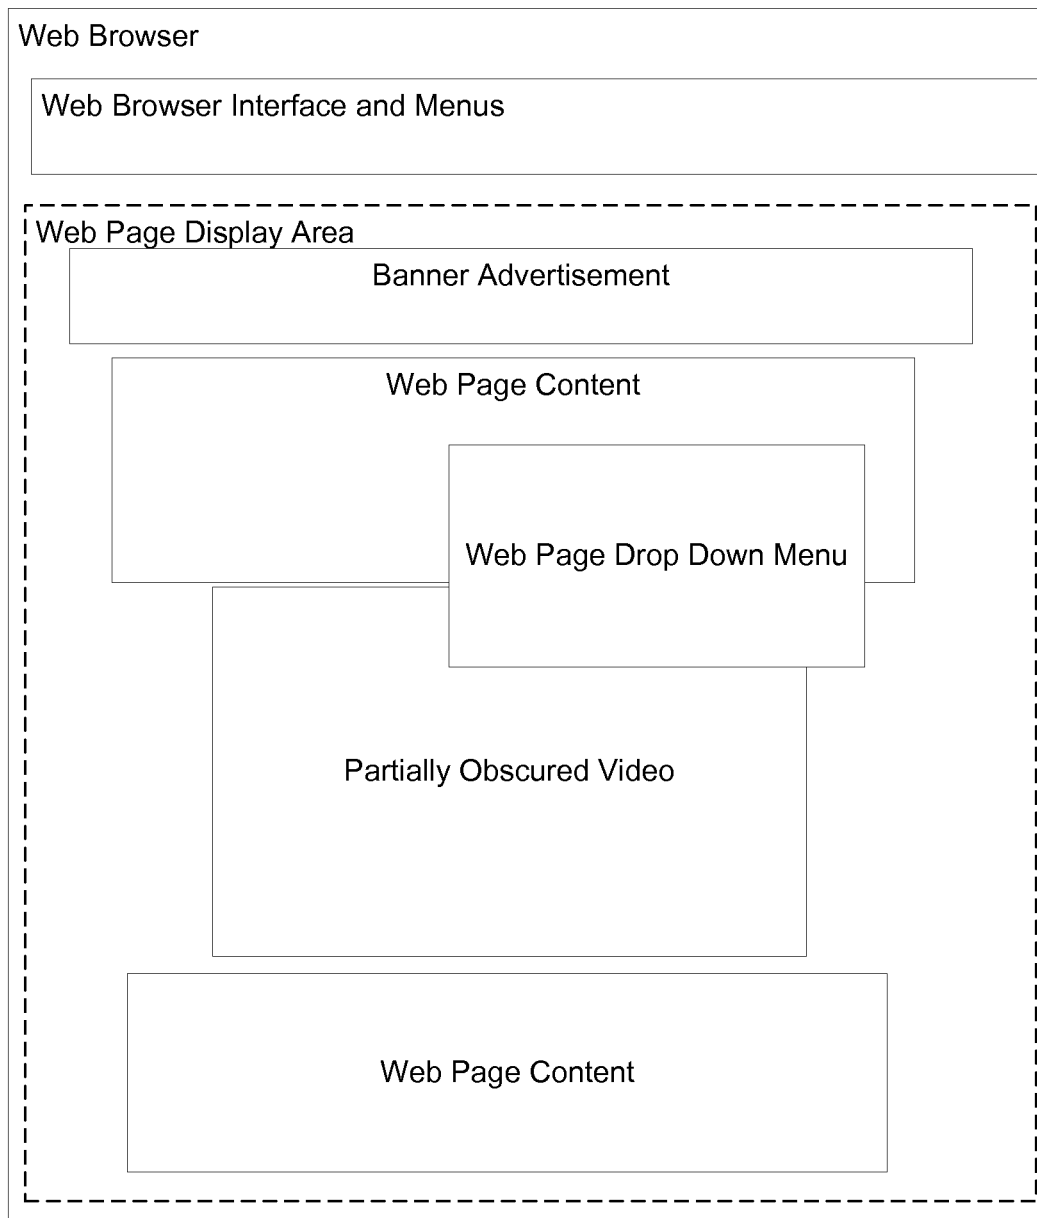 Web Browser
Web Browser Interface and Menus
Web Page Display Area
Banner Advertisement
Web Page Content
Web Page Drop Down Menu
Partially Obscured Video
Web Page Content